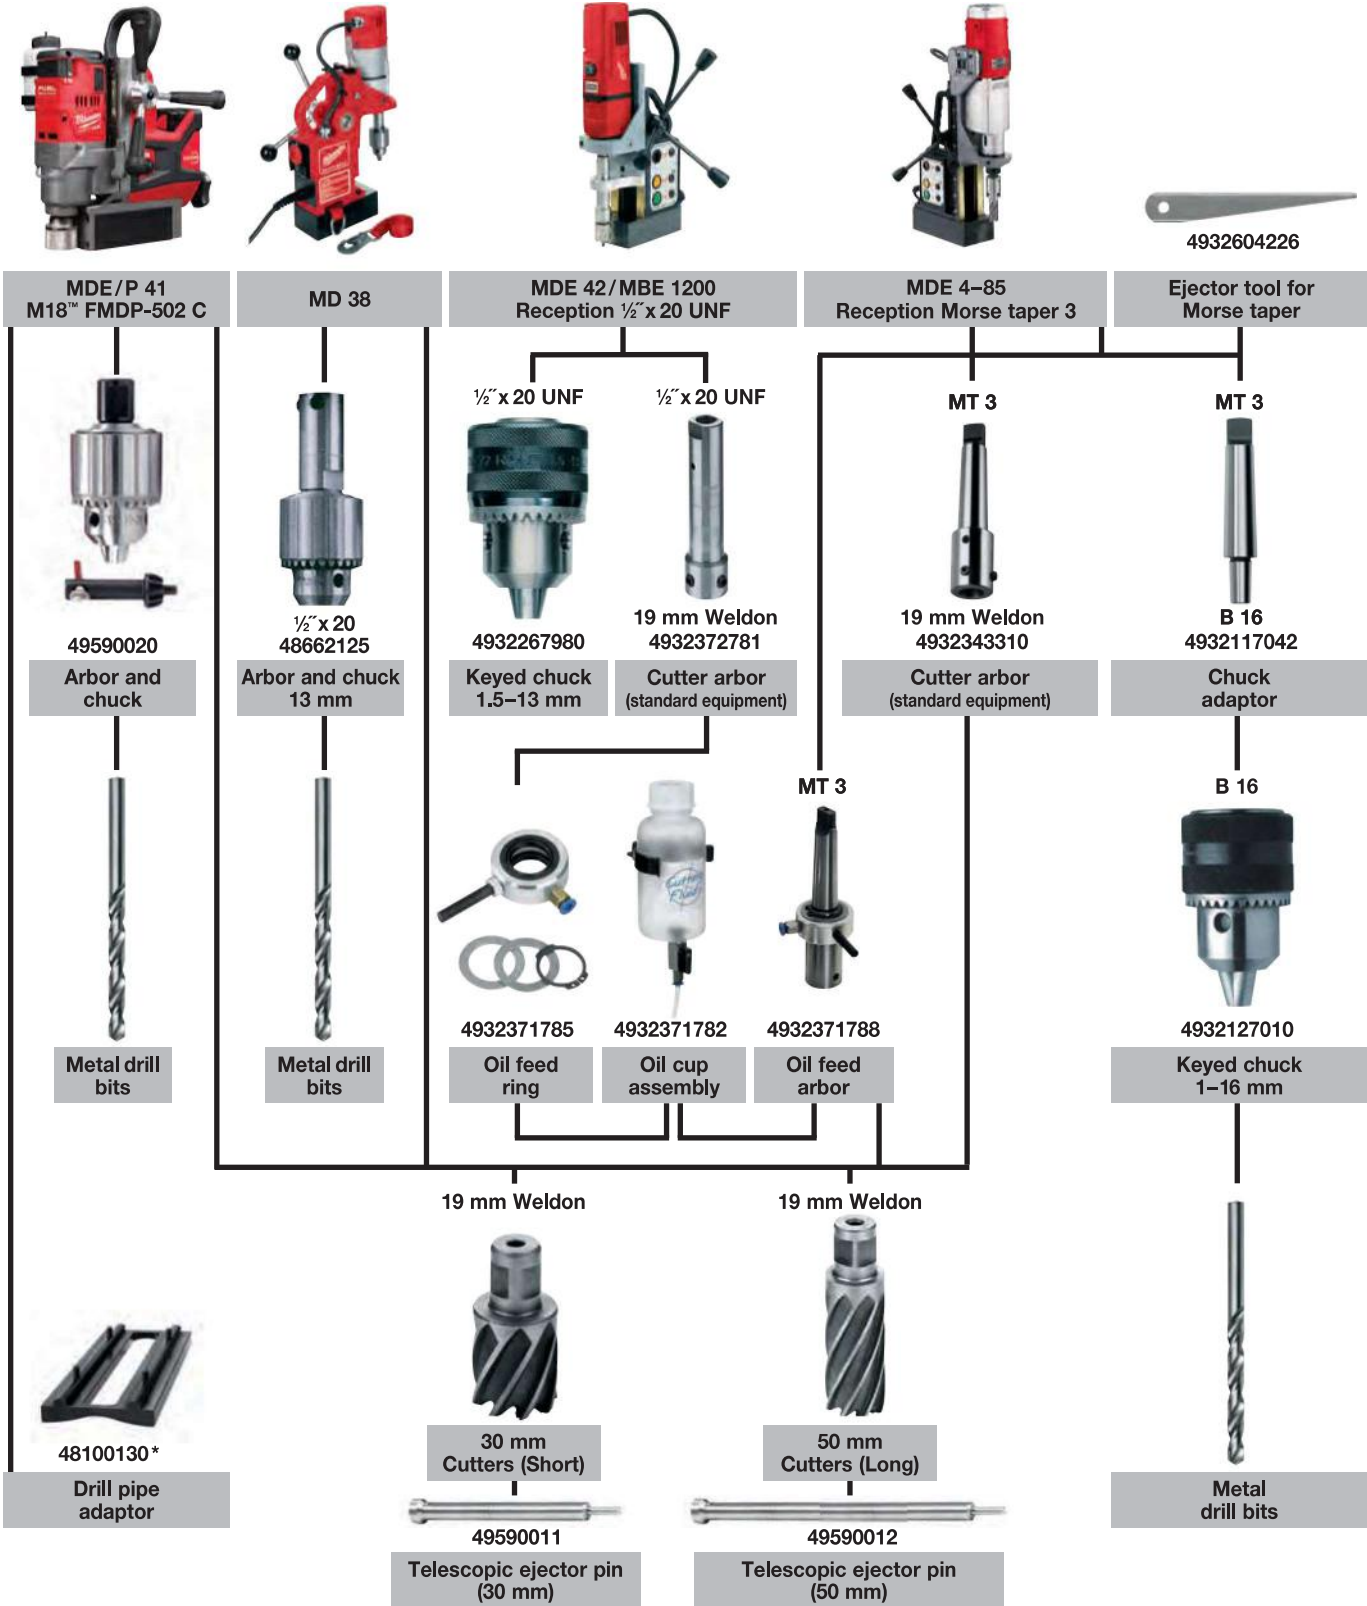 4932604226
MDE/P 41
M18™ FMDP-502 C
MD 38
MDE 42/MBE 1200
Reception ½˝x 20 UNF
MDE 4–85
Reception Morse taper 3
Ejector tool for
Morse taper
½˝x 20 UNF
½˝x 20 UNF
MT 3
MT 3
49590020
Arbor and
chuck
½˝x 20
48662125
Arbor and chuck
13 mm
4932267980
Keyed chuck
1.5–13 mm
19 mm Weldon
4932372781
Cutter arbor
(standard equipment)
19 mm Weldon
4932343310
Cutter arbor
(standard equipment)
B 16
4932117042
Chuck
adaptor
MT 3
B 16
Cutting
Fluid
Metal drill
bits
Metal drill
bits
4932371785
Oil feed
ring
4932371782
Oil cup
assembly
4932371788
Oil feed
arbor
4932127010
Keyed chuck
1–16 mm
19 mm Weldon
19 mm Weldon
48100130*
Drill pipe
adaptor
30 mm
Cutters (Short)
50 mm
Cutters (Long)
Metal
drill bits
49590011
Telescopic ejector pin
(30 mm)
49590012
Telescopic ejector pin
(50 mm)